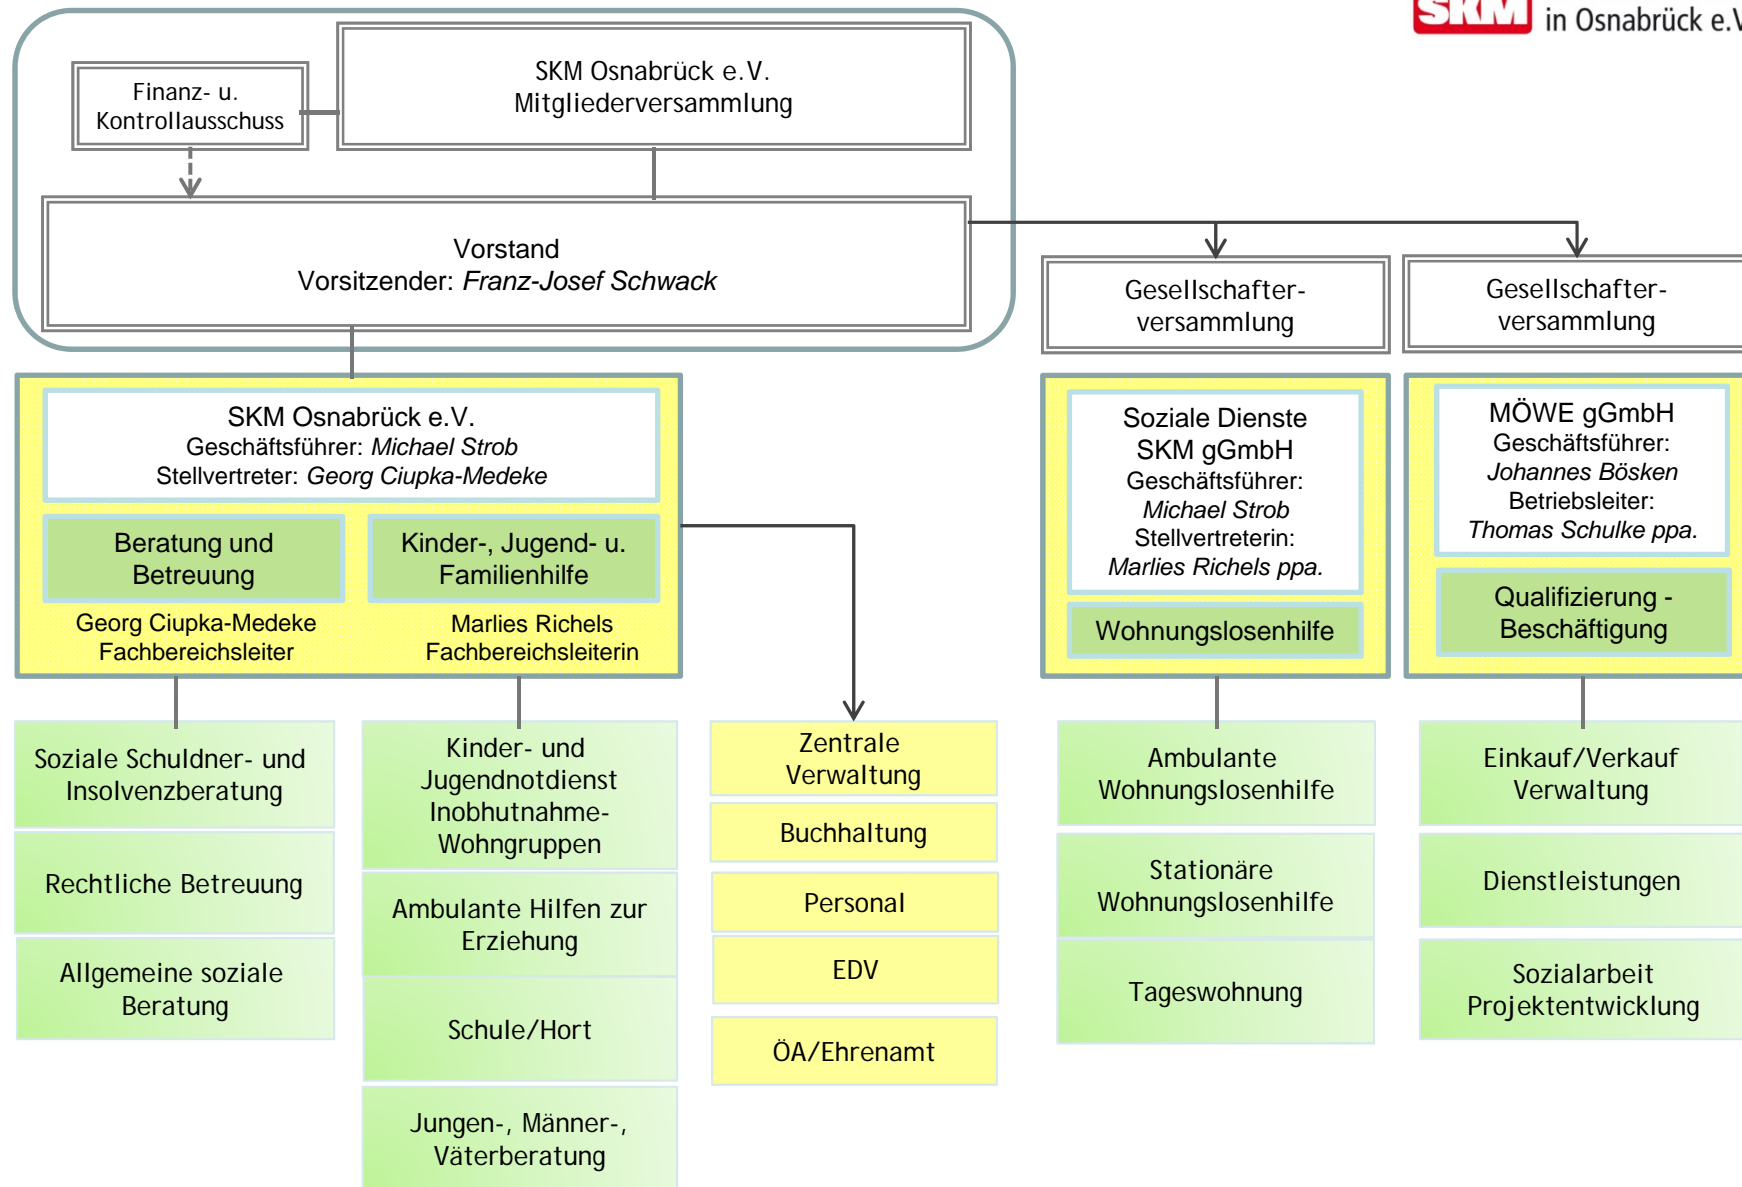 SKM
in Osnabrück e.V
SKM Osnabrück e.V.
Mitgliederversammlung
Finanz- u.
Kontrollausschuss
Vorstand
Vorsitzender: Franz-Josef Schwack
Gesellschafter-
versammlung
Gesellschafter-
versammlung
SKM Osnabrück e.V.
Geschäftsführer: Michael Strob
Stellvertreter: Georg Ciupka-Medeke
Beratung und
Betreuung
Georg Ciupka-Medeke
Fachbereichsleiter
Kinder-, Jugend- u.
Familienhilfe
Marlies Richels
Fachbereichsleiterin
Soziale Dienste
SKM gGmbH
Geschäftsführer:
Michael Strob
Stellvertreterin:
Marlies Richels ppa.
Wohnungslosenhilfe
MÖWE gGmbH
Geschäftsführer:
Johannes Bösken
Betriebsleiter:
Thomas Schulke ppa.
Qualifizierung -
Beschäftigung
Soziale Schuldner- und
Insolvenzberatung
Rechtliche Betreuung
Allgemeine soziale
Beratung
Kinder- und
Jugendnotdienst
Inobhutnahme-
Wohngruppen
Ambulante Hilfen zur
Erziehung
Schule/Hort
Jungen-, Männer-,
Väterberatung
Zentrale
Verwaltung
Buchhaltung
Personal
EDV
ÖA/Ehrenamt
Ambulante
Wohnungslosenhilfe
Stationäre
Wohnungslosenhilfe
Tageswohnung
Einkauf/Verkauf
Verwaltung
Dienstleistungen
Sozialarbeit
Projektentwicklung